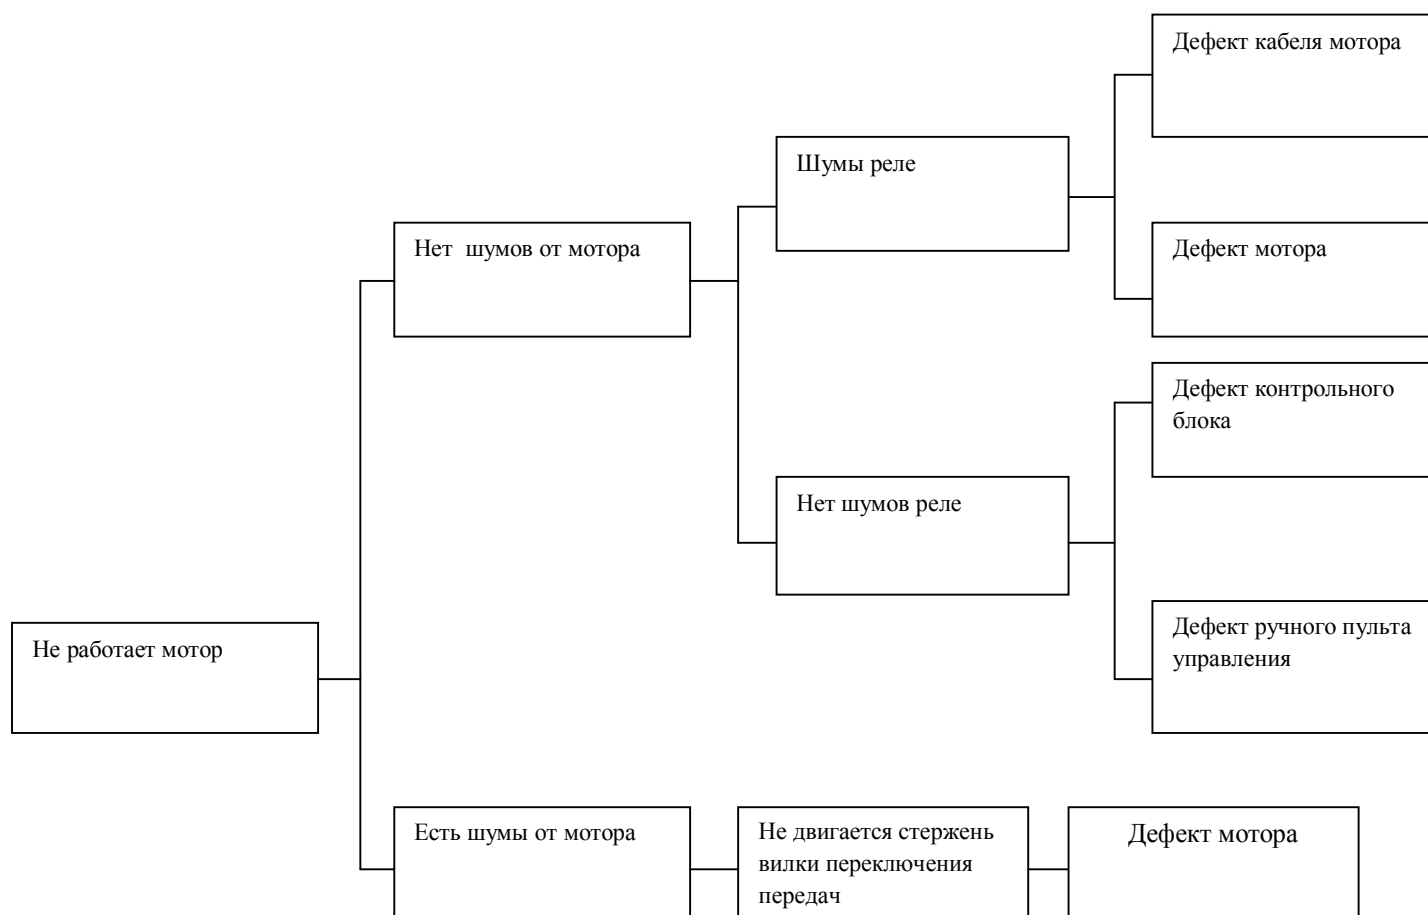 Дефект кабеля мотора
Шумы реле
Нет  шумов от мотора
Дефект мотора
Дефект контрольного
блока
Нет шумов реле
Дефект ручного пульта
управления
Не работает мотор
Есть шумы от мотора
Не двигается стержень
вилки переключения
передач
Дефект мотора